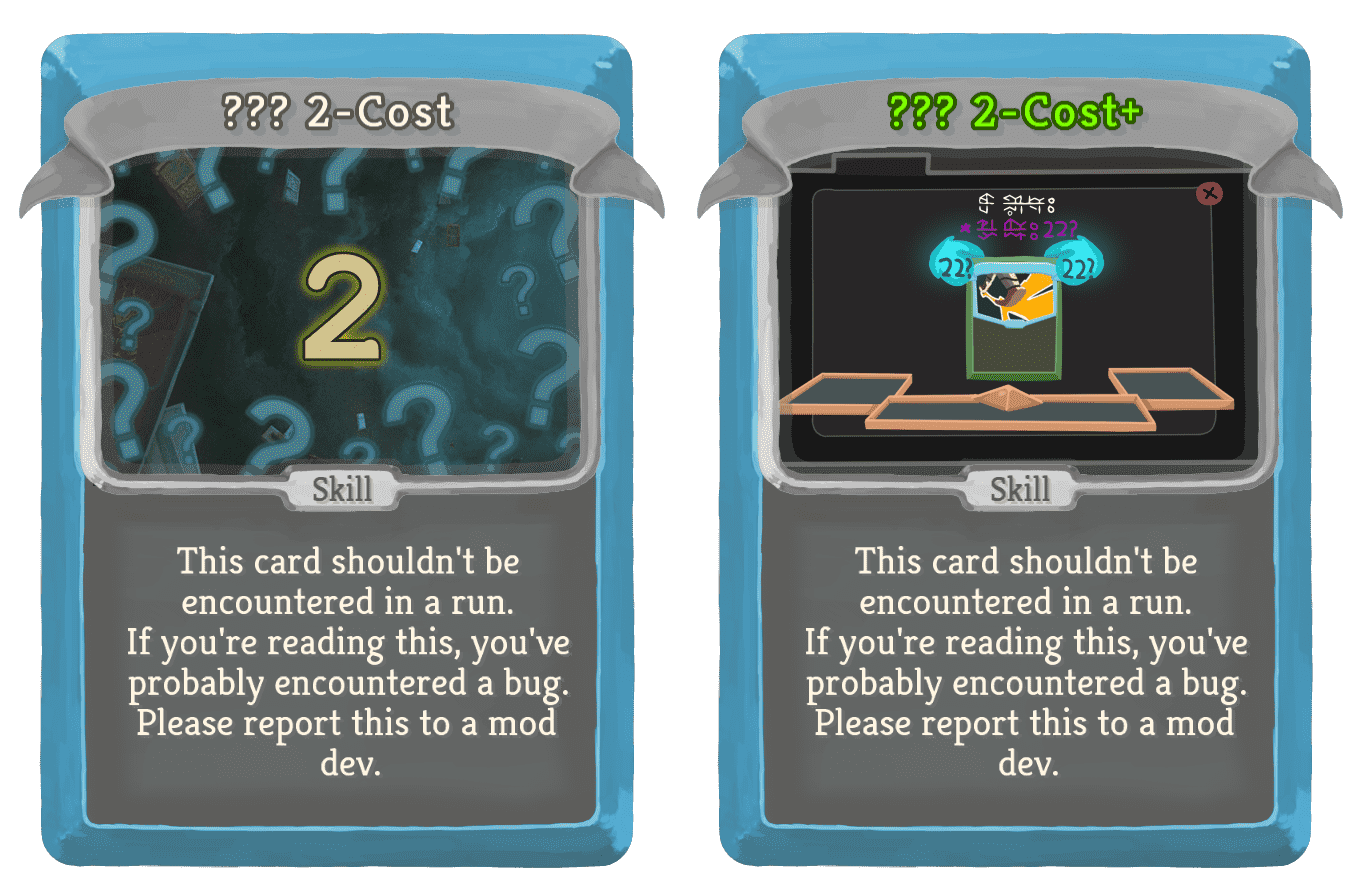 ??? 2-Cost
2
Skill
This card shouldn't be
encountered in a run.
If you're reading this, you've
probably encountered a bug.
Please report this to a mod
dev.
??? 2-Cost+
22?
22?
22?
Skill
This card shouldn't be
encountered in a run.
If you're reading this, you've
probably encountered a bug.
Please report this to a mod
dev.